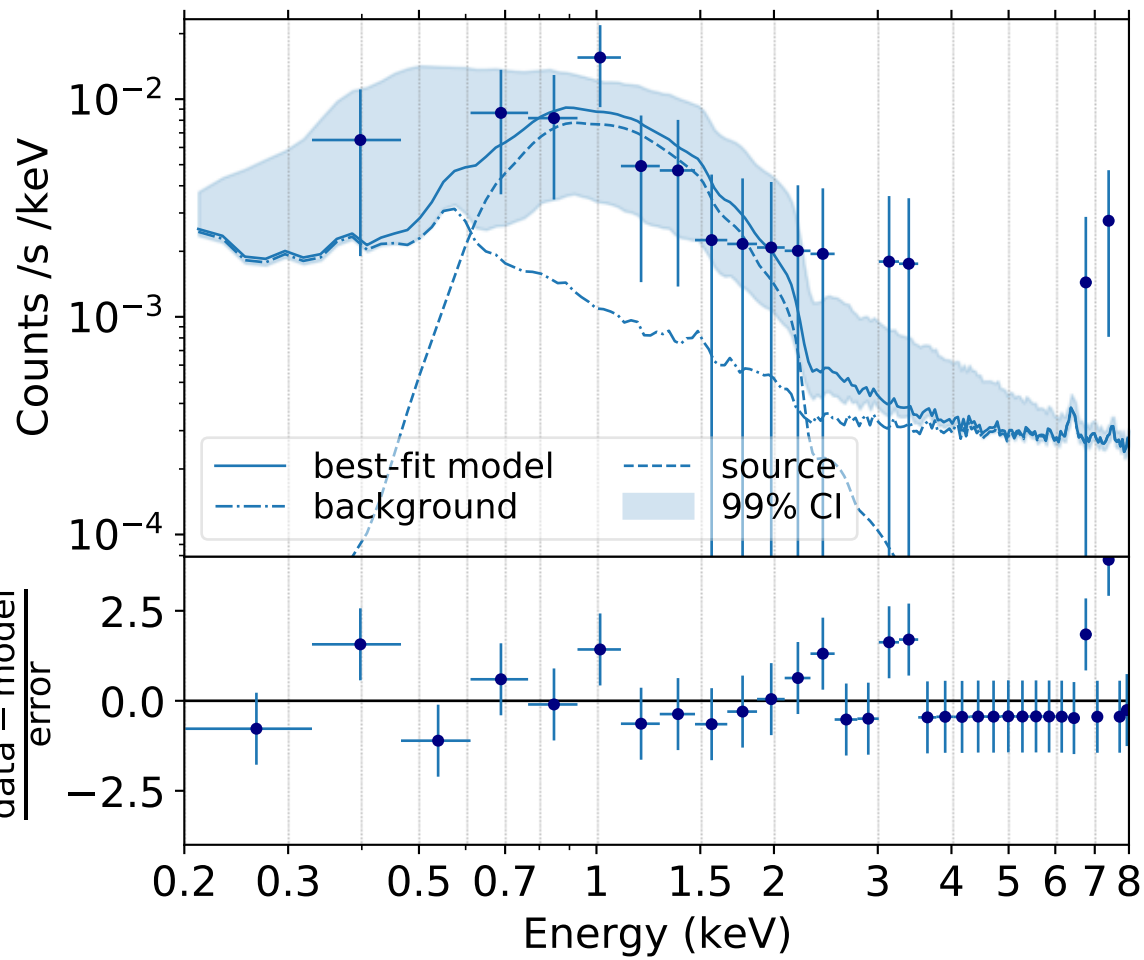 10⁻²
10⁻³
10⁻⁴
Counts /s /keV
best-fit model
source
background
99% CI
2.5
0.0
−2.5
data − model
error
0.2 0.3 0.5 0.7 1 1.5 2 3 4 5 6 7 8
Energy (keV)